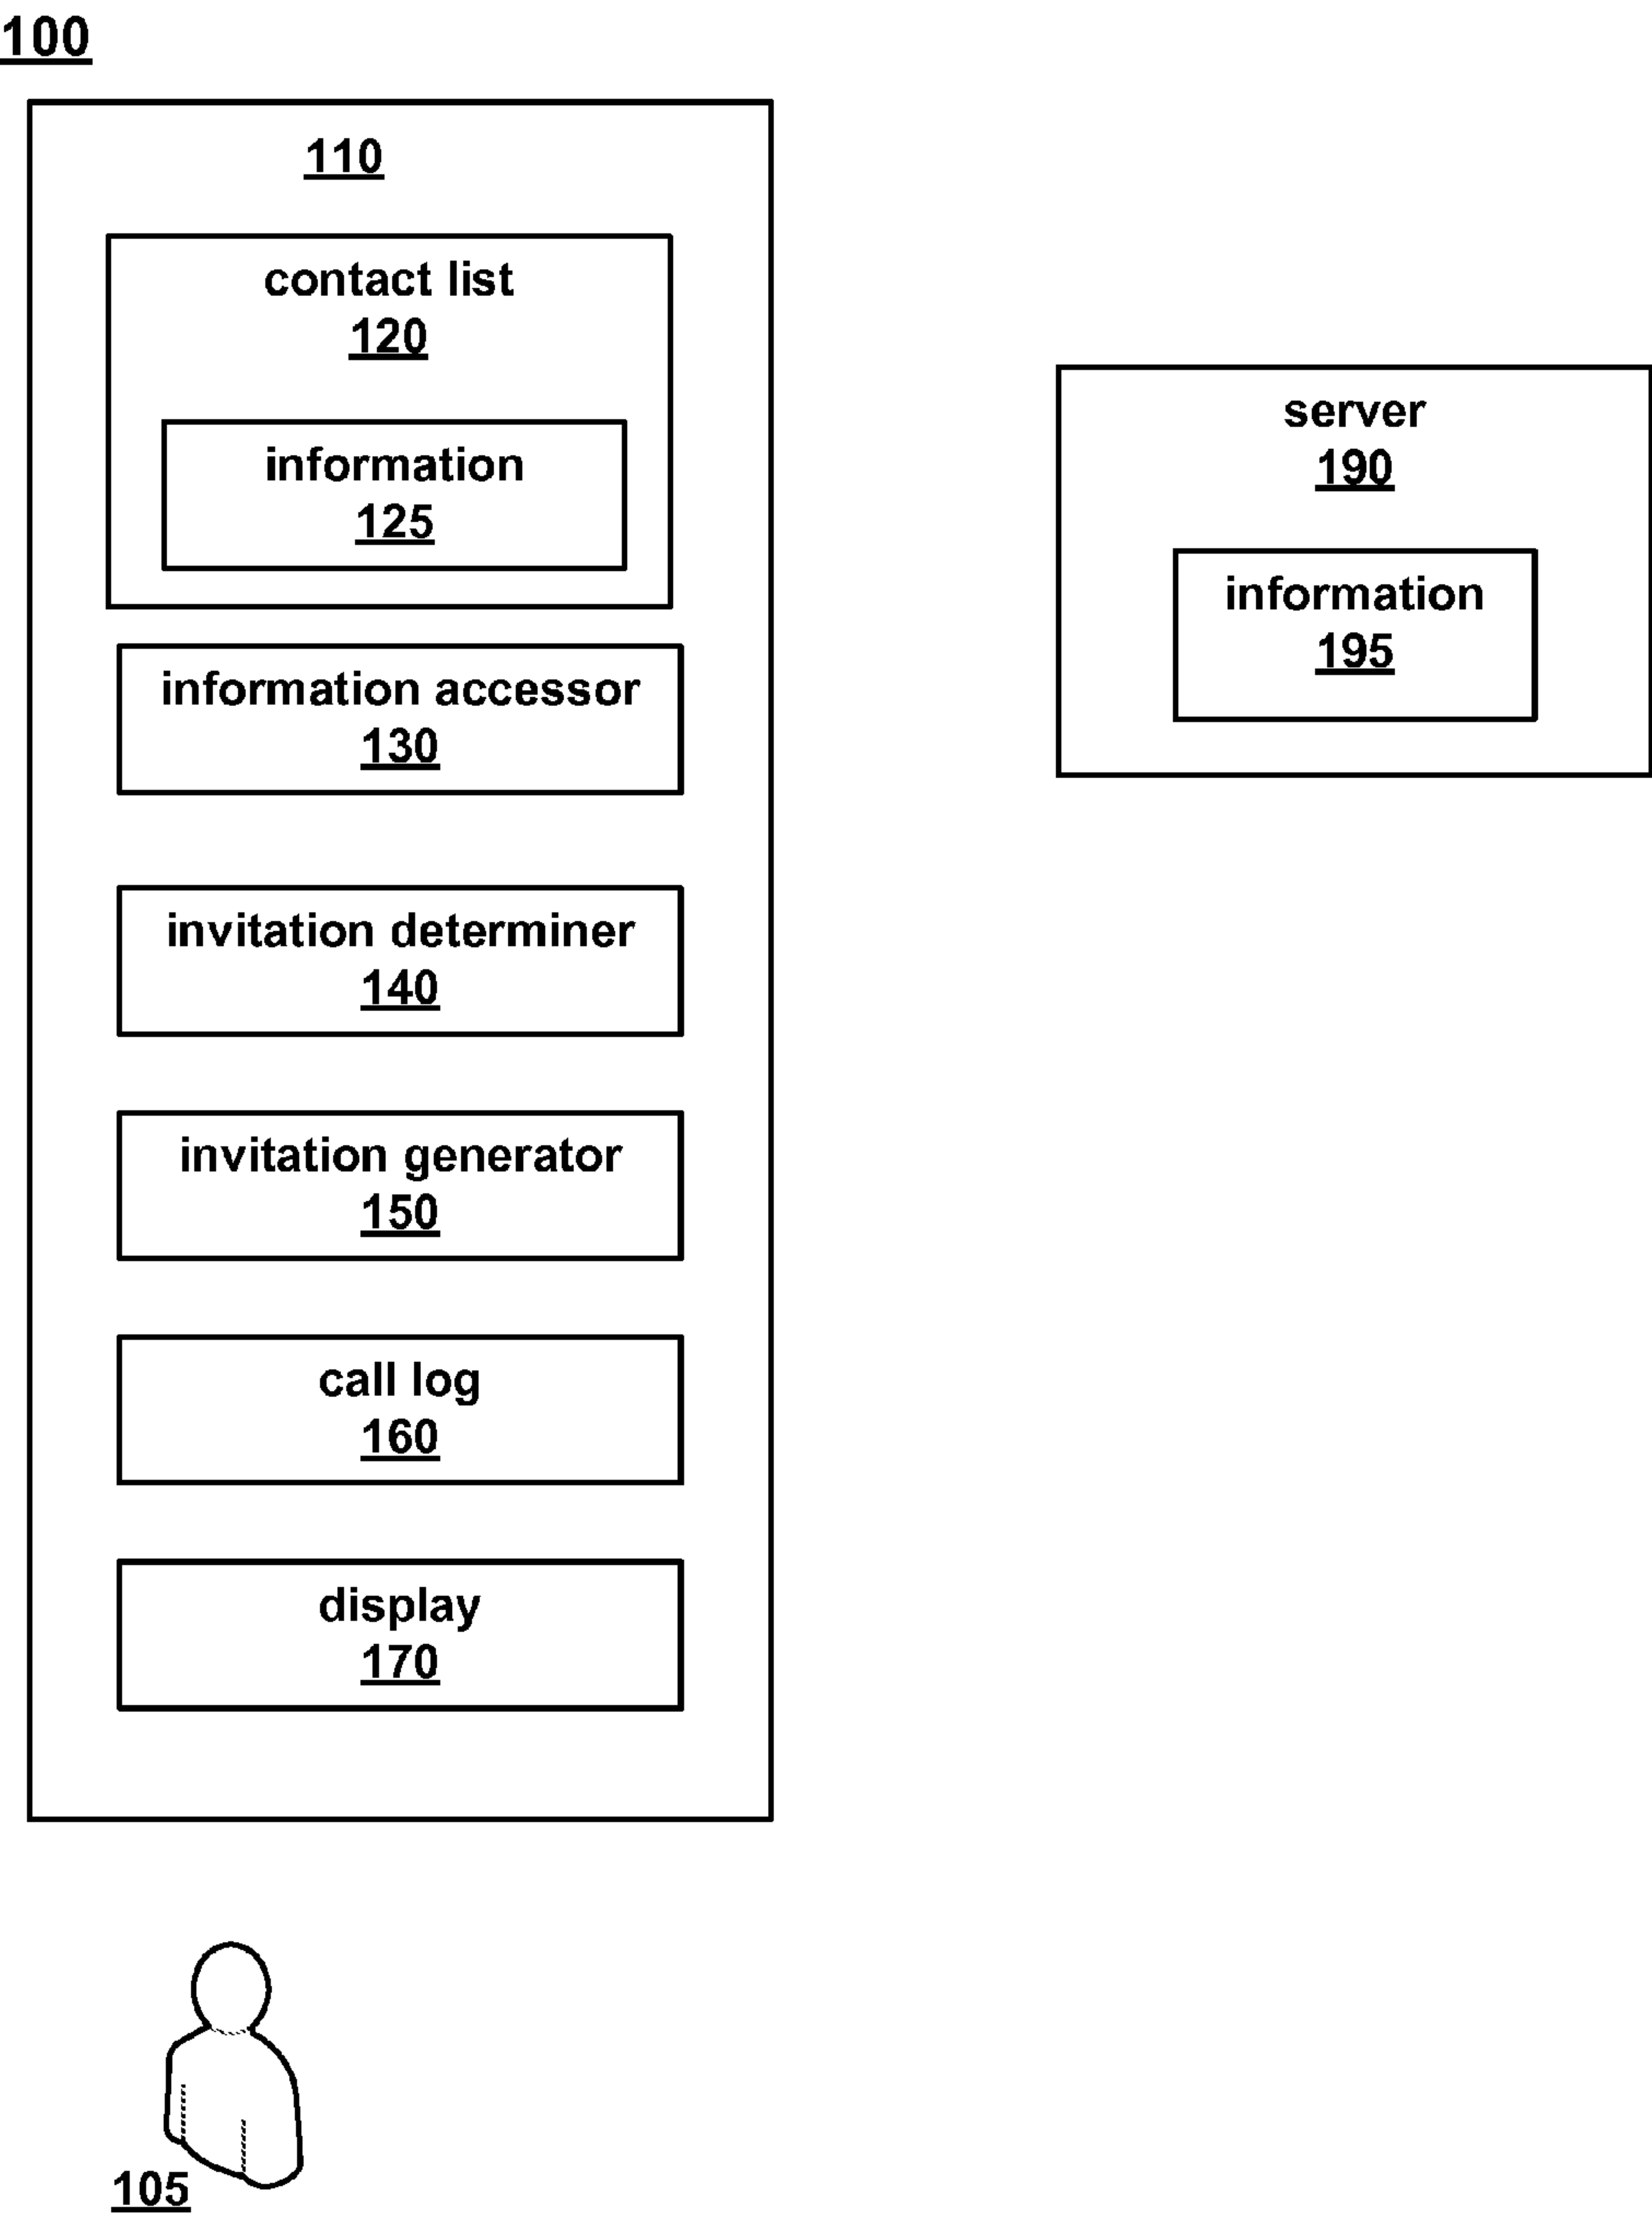 100
110
contact list
120
information
125
information accessor
130
invitation determiner
140
invitation generator
150
call log
160
display
170
server
190
information
195
105